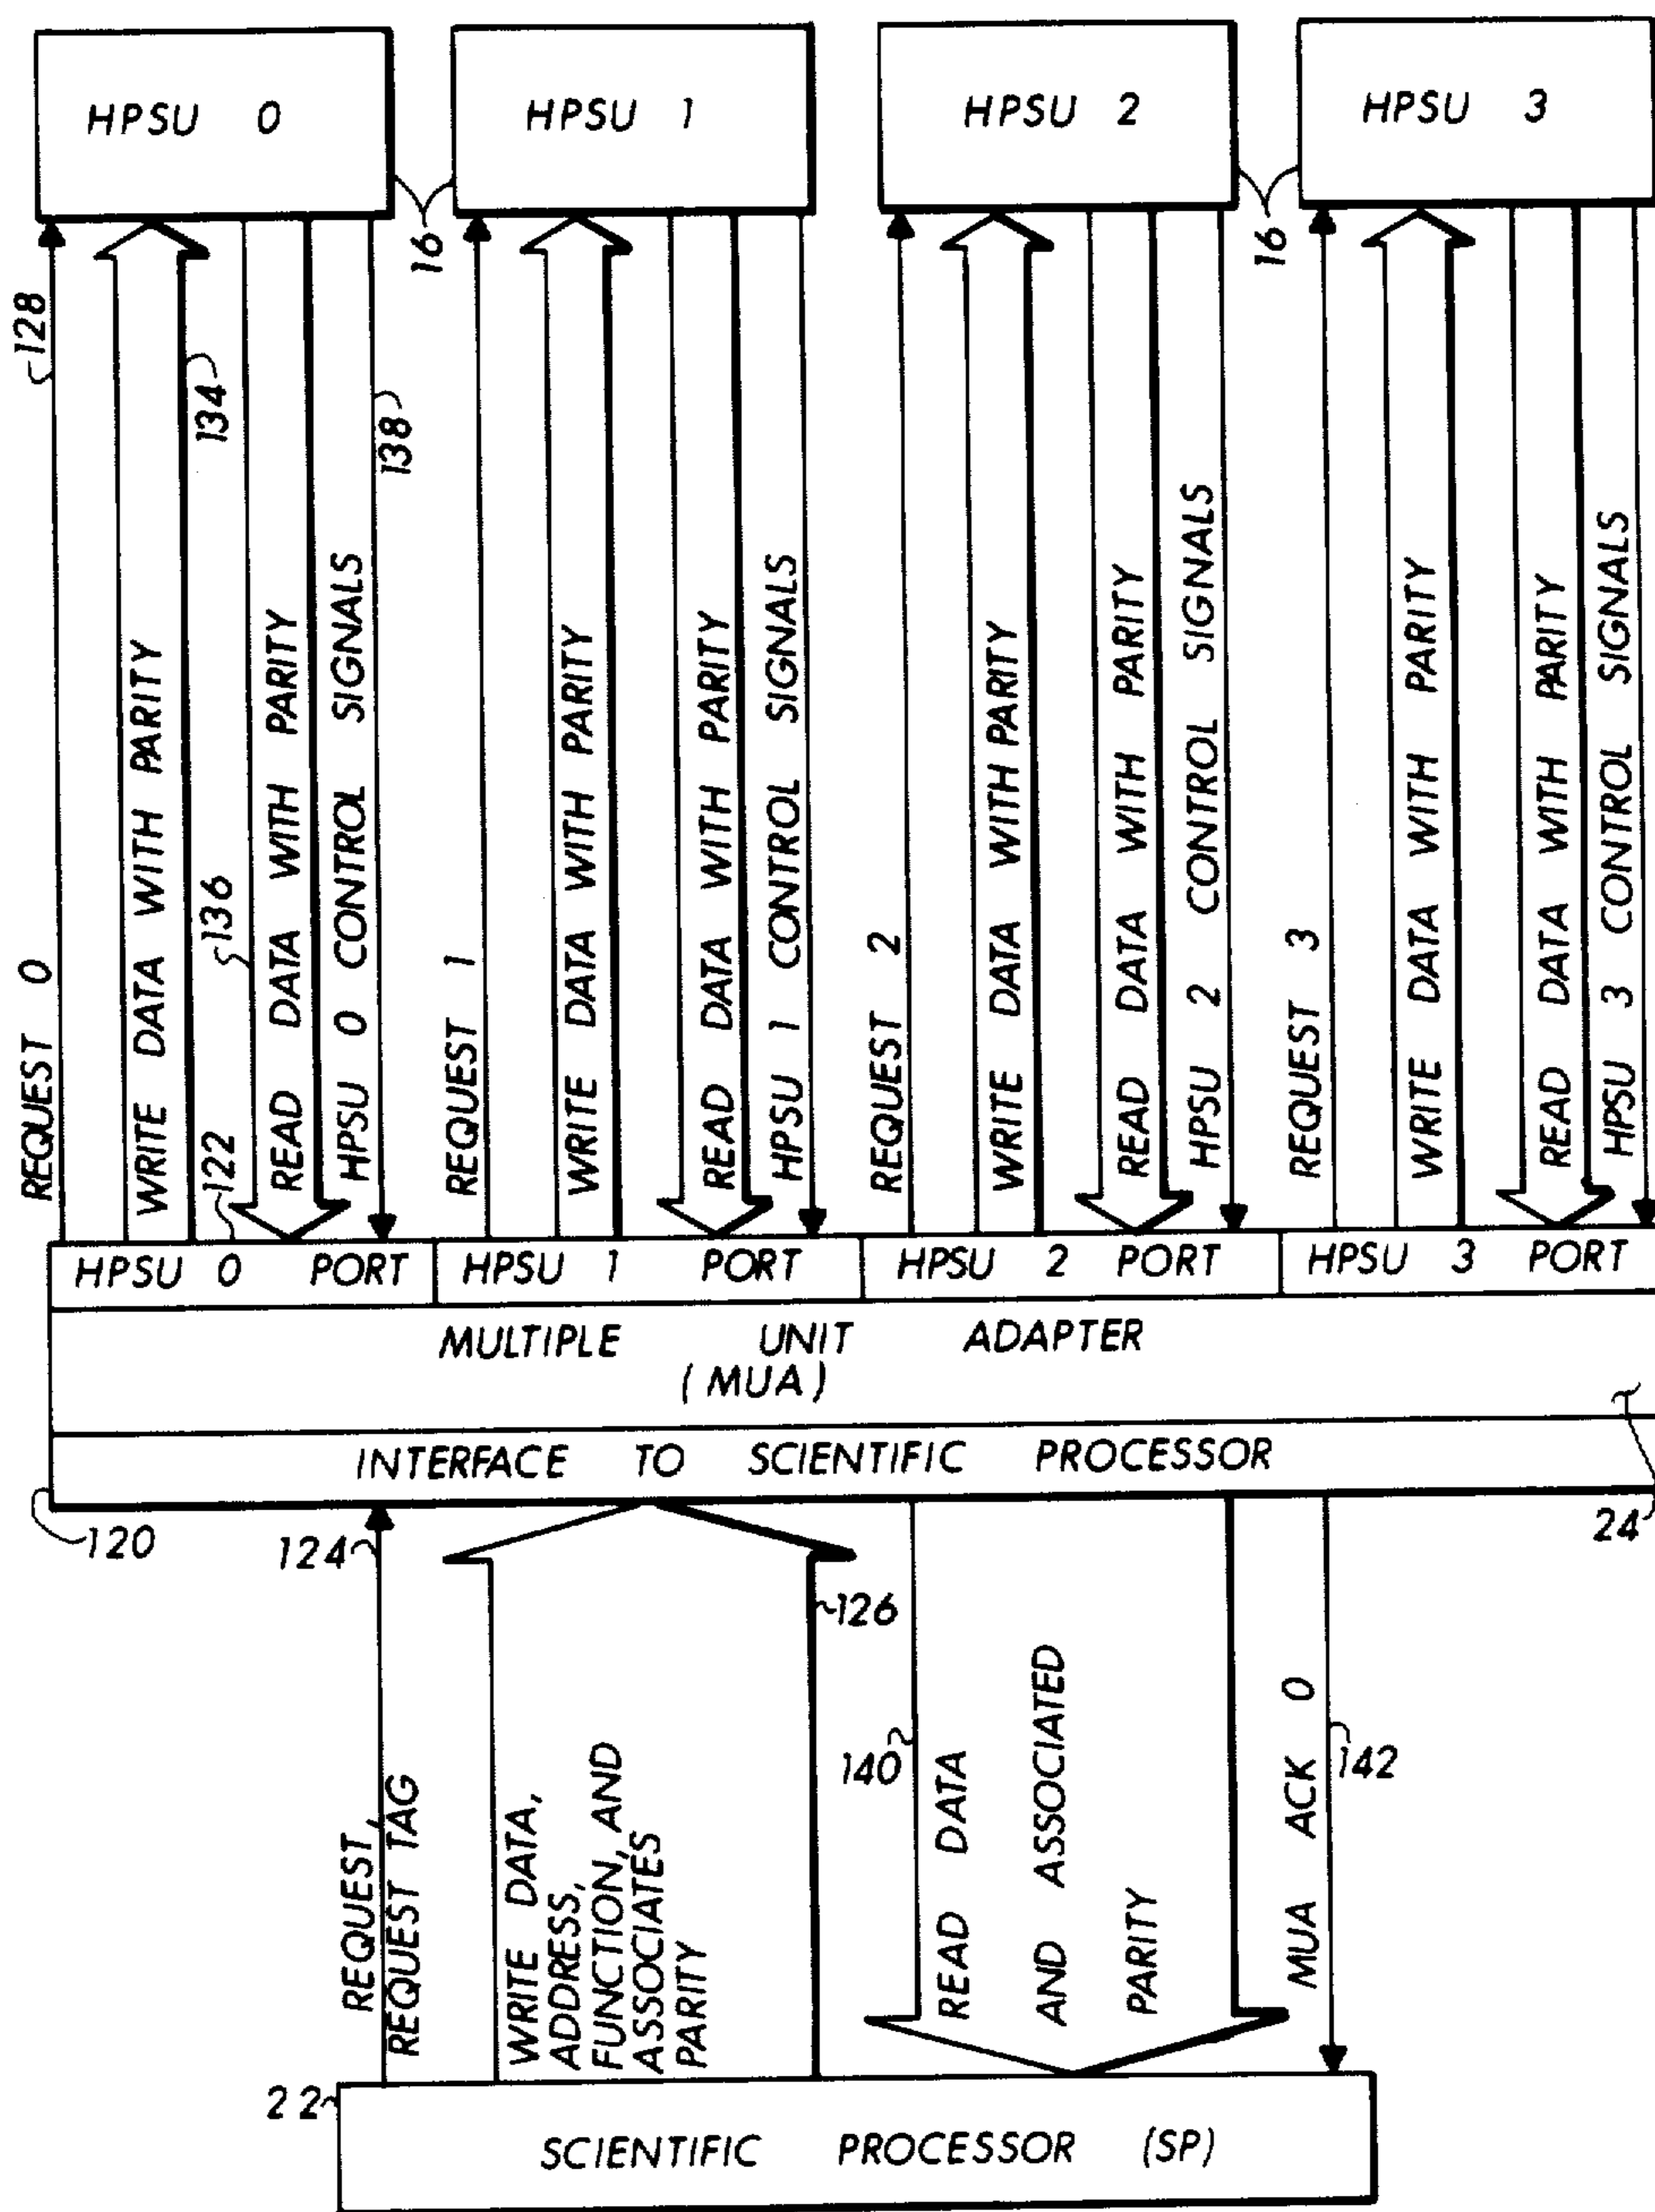 HPSU 0
HPSU 1
HPSU 2
HPSU 3
16
16
128
134
138
REQUEST 0
WRITE DATA WITH PARITY
136
122
READ DATA WITH PARITY
HPSU 0 CONTROL SIGNALS
REQUEST 1
WRITE DATA WITH PARITY
READ DATA WITH PARITY
HPSU 1 CONTROL SIGNALS
REQUEST 2
WRITE DATA WITH PARITY
READ DATA WITH PARITY
HPSU 2 CONTROL SIGNALS
REQUEST 3
WRITE DATA WITH PARITY
READ DATA WITH PARITY
HPSU 3 CONTROL SIGNALS
HPSU 0 PORT
HPSU 1 PORT
HPSU 2 PORT
HPSU 3 PORT
MULTIPLE UNIT ADAPTER
(MUA)
INTERFACE TO SCIENTIFIC PROCESSOR
120
124
24
126
REQUEST,
REQUEST TAG
WRITE DATA,
ADDRESS,
FUNCTION, AND
ASSOCIATES
PARITY
140
READ DATA
AND ASSOCIATED
PARITY
MUA ACK 0
142
22
SCIENTIFIC PROCESSOR (SP)